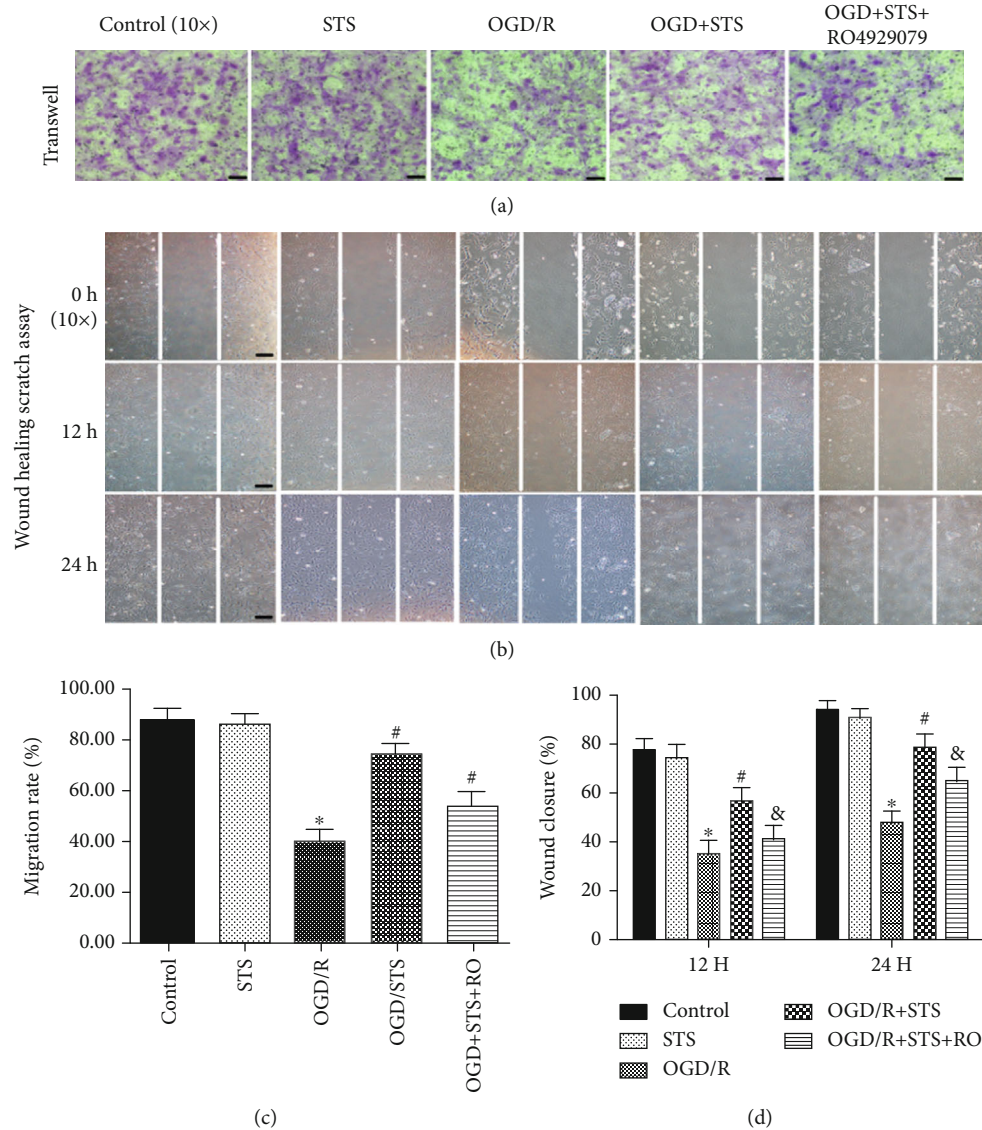 Control (10×)
STS
OGD/R
OGD+STS
OGD+STS+
RO4929079
Transwell
(a)
Wound healing scratch assay
0 h
(10×)
12 h
24 h
(b)
Migration rate (%)
100.00
80.00
60.00
40.00
20.00
0.00
*
#
#
Control
STS
OGD/R
OGD/STS
OGD+STS+RO
(c)
Wound closure (%)
100
80
60
40
20
0
*
#
&
*
#
&
12 H
24 H
Control
STS
OGD/R
OGD/R+STS
OGD/R+STS+RO
(d)